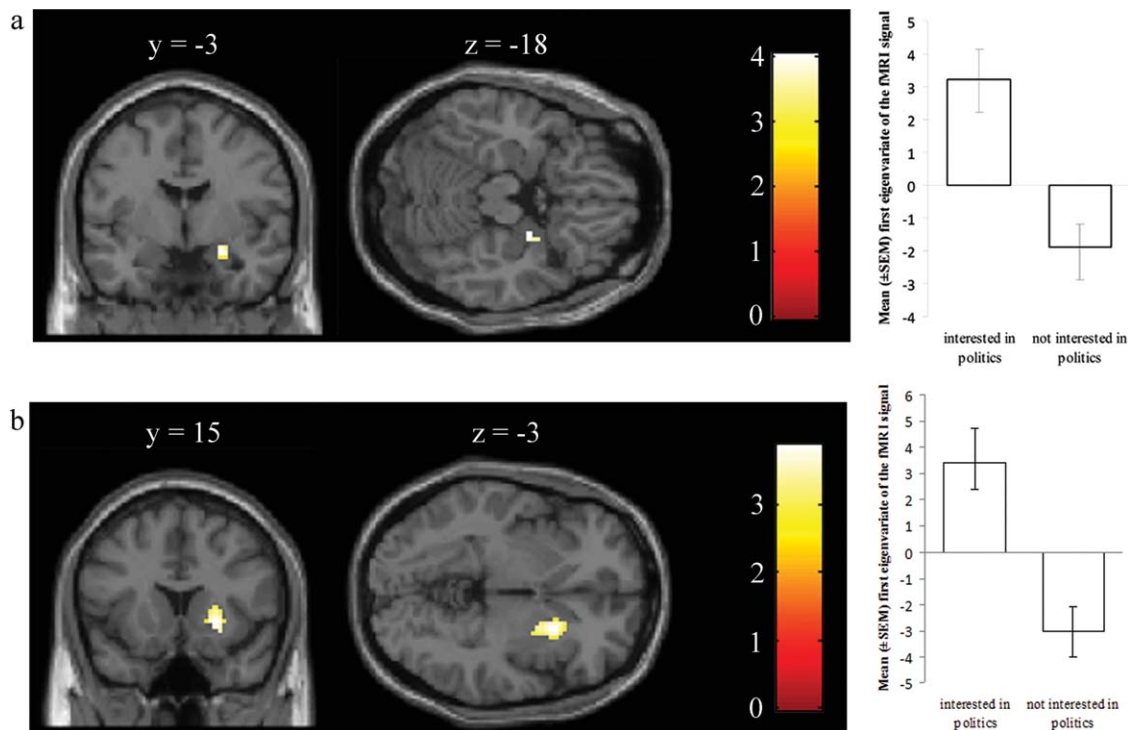 a
y = -3
z = -18
4
3
2
1
0
Mean (±SEM) first eigenvariate of the fMRI signal
5
4
3
2
1
0
-1
-2
-3
-4
interested in
politics
not interested in
politics
b
y = 15
z = -3
3
2
1
0
Mean (±SEM) first eigenvariate of the fMRI signal
6
5
4
3
2
1
0
-1
-2
-3
-4
-5
interested in
politics
not interested in
politics